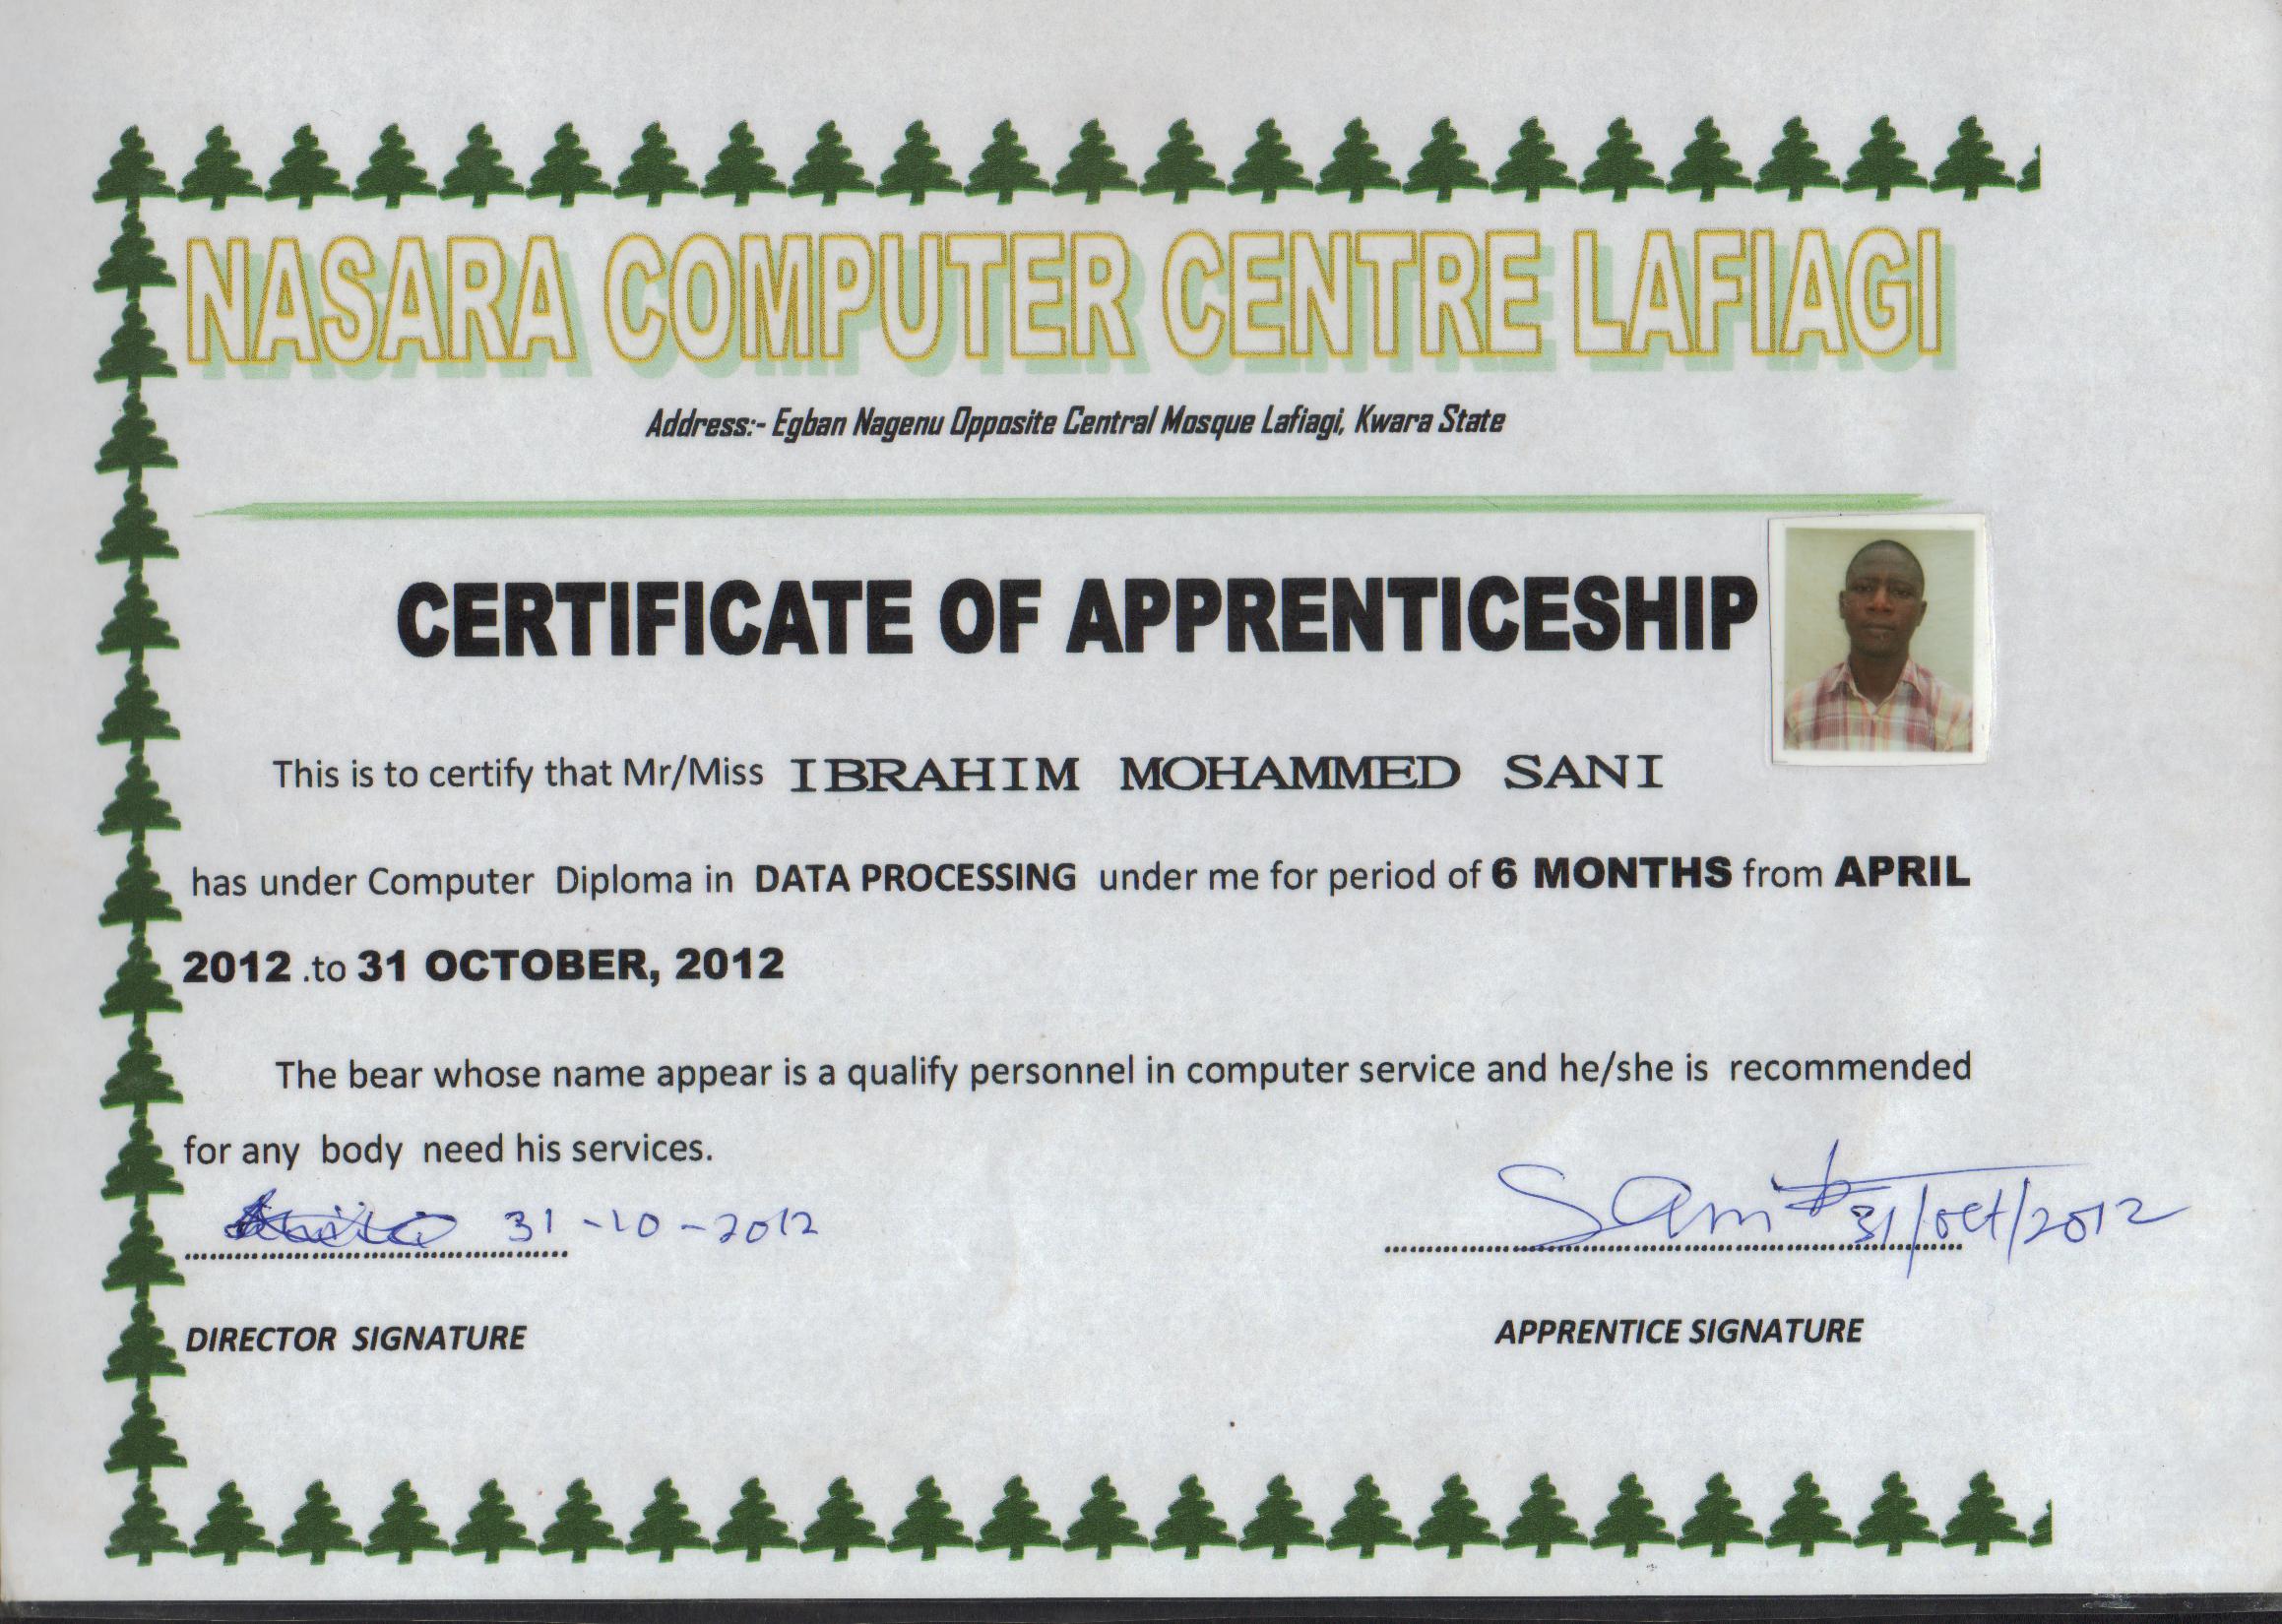 NASARA COMPUTER CENTRE LAFIAGI
Address:- Egban Nagenu Opposite Central Mosque Lafiagi, Kwara State
CERTIFICATE OF APPRENTICESHIP
This is to certify that Mr/Miss IBRAHIM MOHAMMED SANI
has under Computer Diploma in DATA PROCESSING under me for period of 6 MONTHS from APRIL
2012 .to 31 OCTOBER, 2012
The bear whose name appear is a qualify personnel in computer service and he/she is recommended
for any body need his services.
31-10-2012
Sani 31/oct/2012
DIRECTOR SIGNATURE
APPRENTICE SIGNATURE